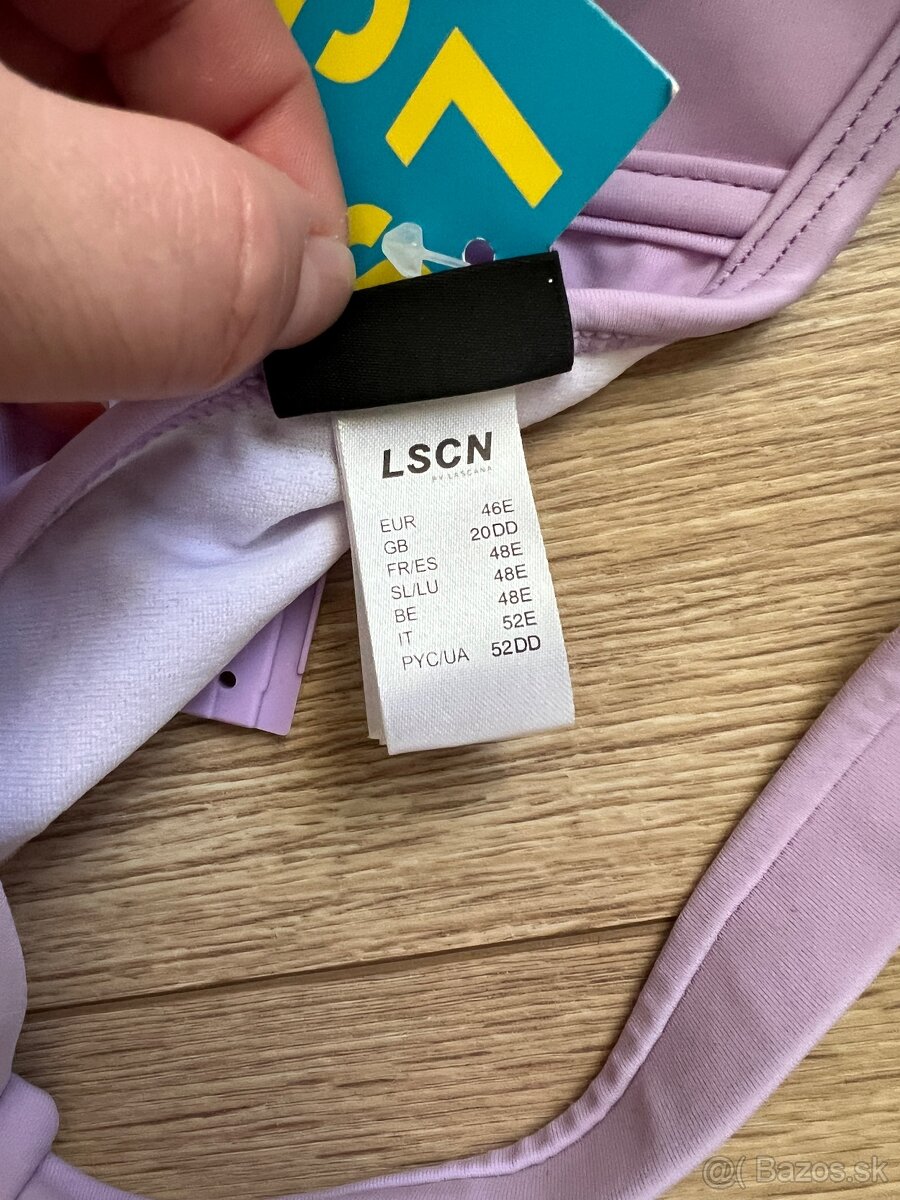 LSCN
BY LASCANA
EUR 46E
GB 20DD
FR/ES 48E
SL/LU 48E
BE 48E
IT 52E
PYC/UA 52DD
@( Bazos.sk